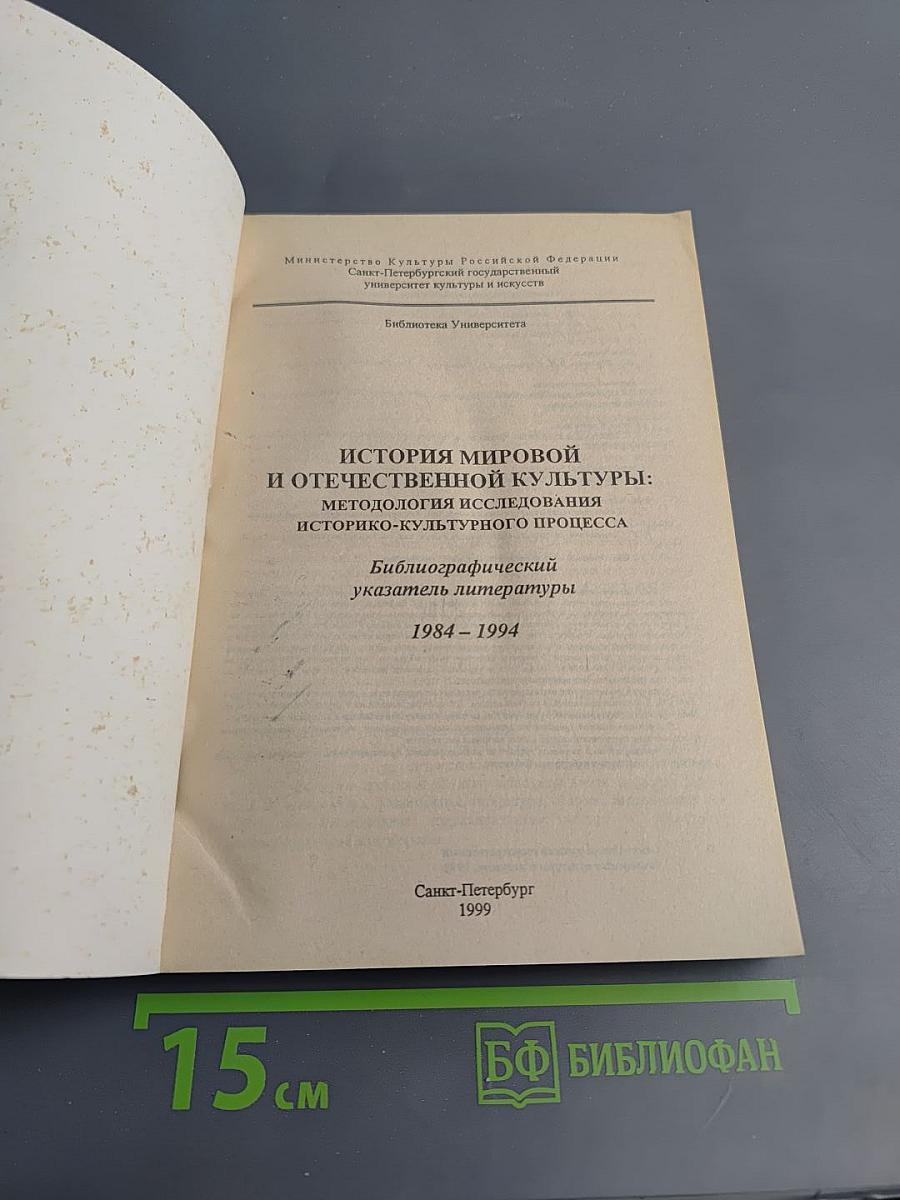 Министерство Культуры Российской Федерации
Санкт-Петербургский государственный
университет культуры и искусств
Библиотека Университета
ИСТОРИЯ МИРОВОЙ
И ОТЕЧЕСТВЕННОЙ КУЛЬТУРЫ:
МЕТОДОЛОГИЯ ИССЛЕДОВАНИЯ
ИСТОРИКО-КУЛЬТУРНОГО ПРОЦЕССА
Библиографический
указатель литературы
1984 – 1994
Санкт-Петербург
1999
15 см
БФ БИБЛИОФАН